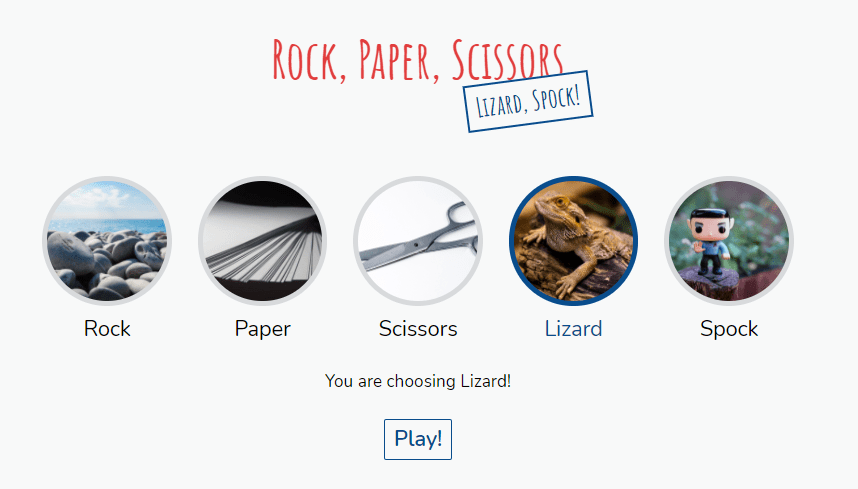 Rock, Paper, Scissors
Lizard, Spock!
Rock
Paper
Scissors
Lizard
Spock
You are choosing Lizard!
Play!